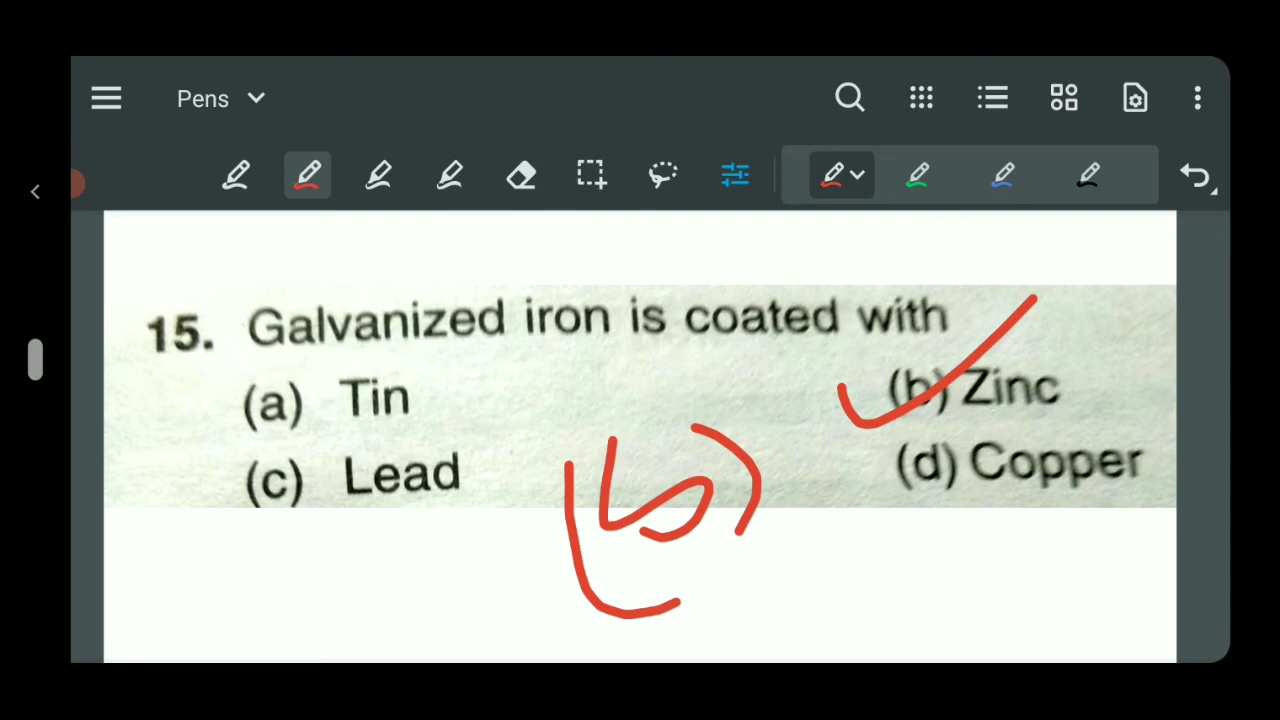 Pens
15. Galvanized iron is coated with
(a) Tin (b) Zinc
(c) Lead (d) Copper
(b)